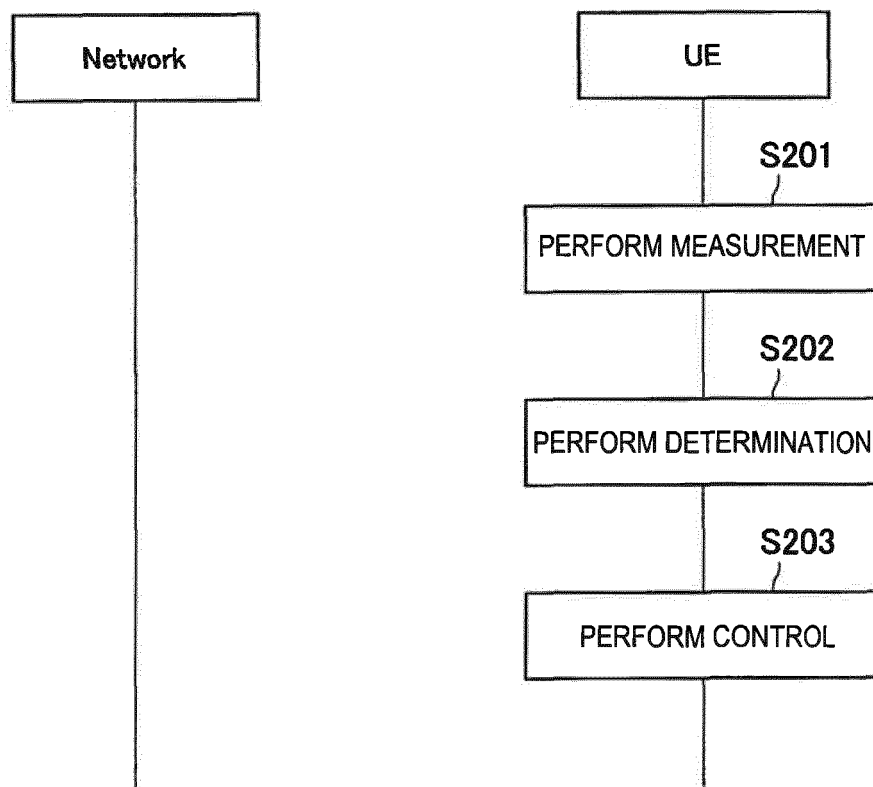 Network
UE
S201
PERFORM MEASUREMENT
S202
PERFORM DETERMINATION
S203
PERFORM CONTROL